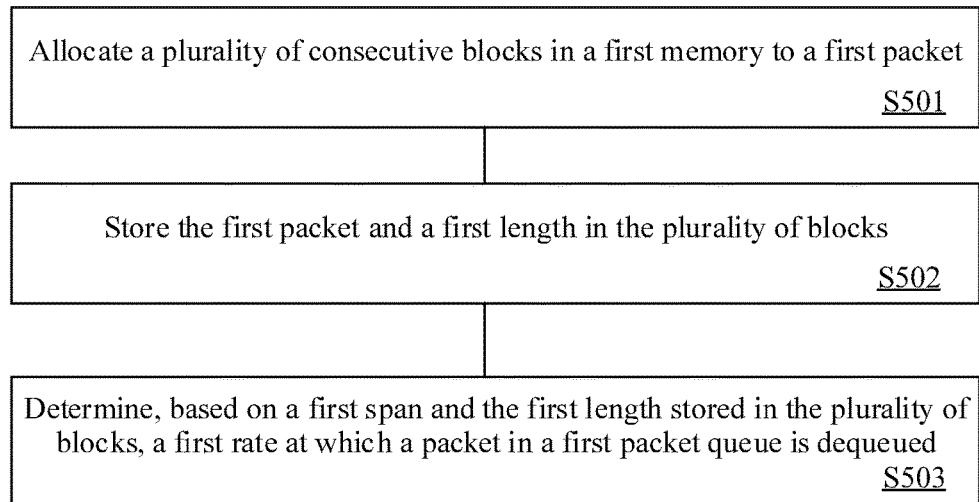 Allocate a plurality of consecutive blocks in a first memory to a first packet
S501
Store the first packet and a first length in the plurality of blocks
S502
Determine, based on a first span and the first length stored in the plurality of
blocks, a first rate at which a packet in a first packet queue is dequeued
S503